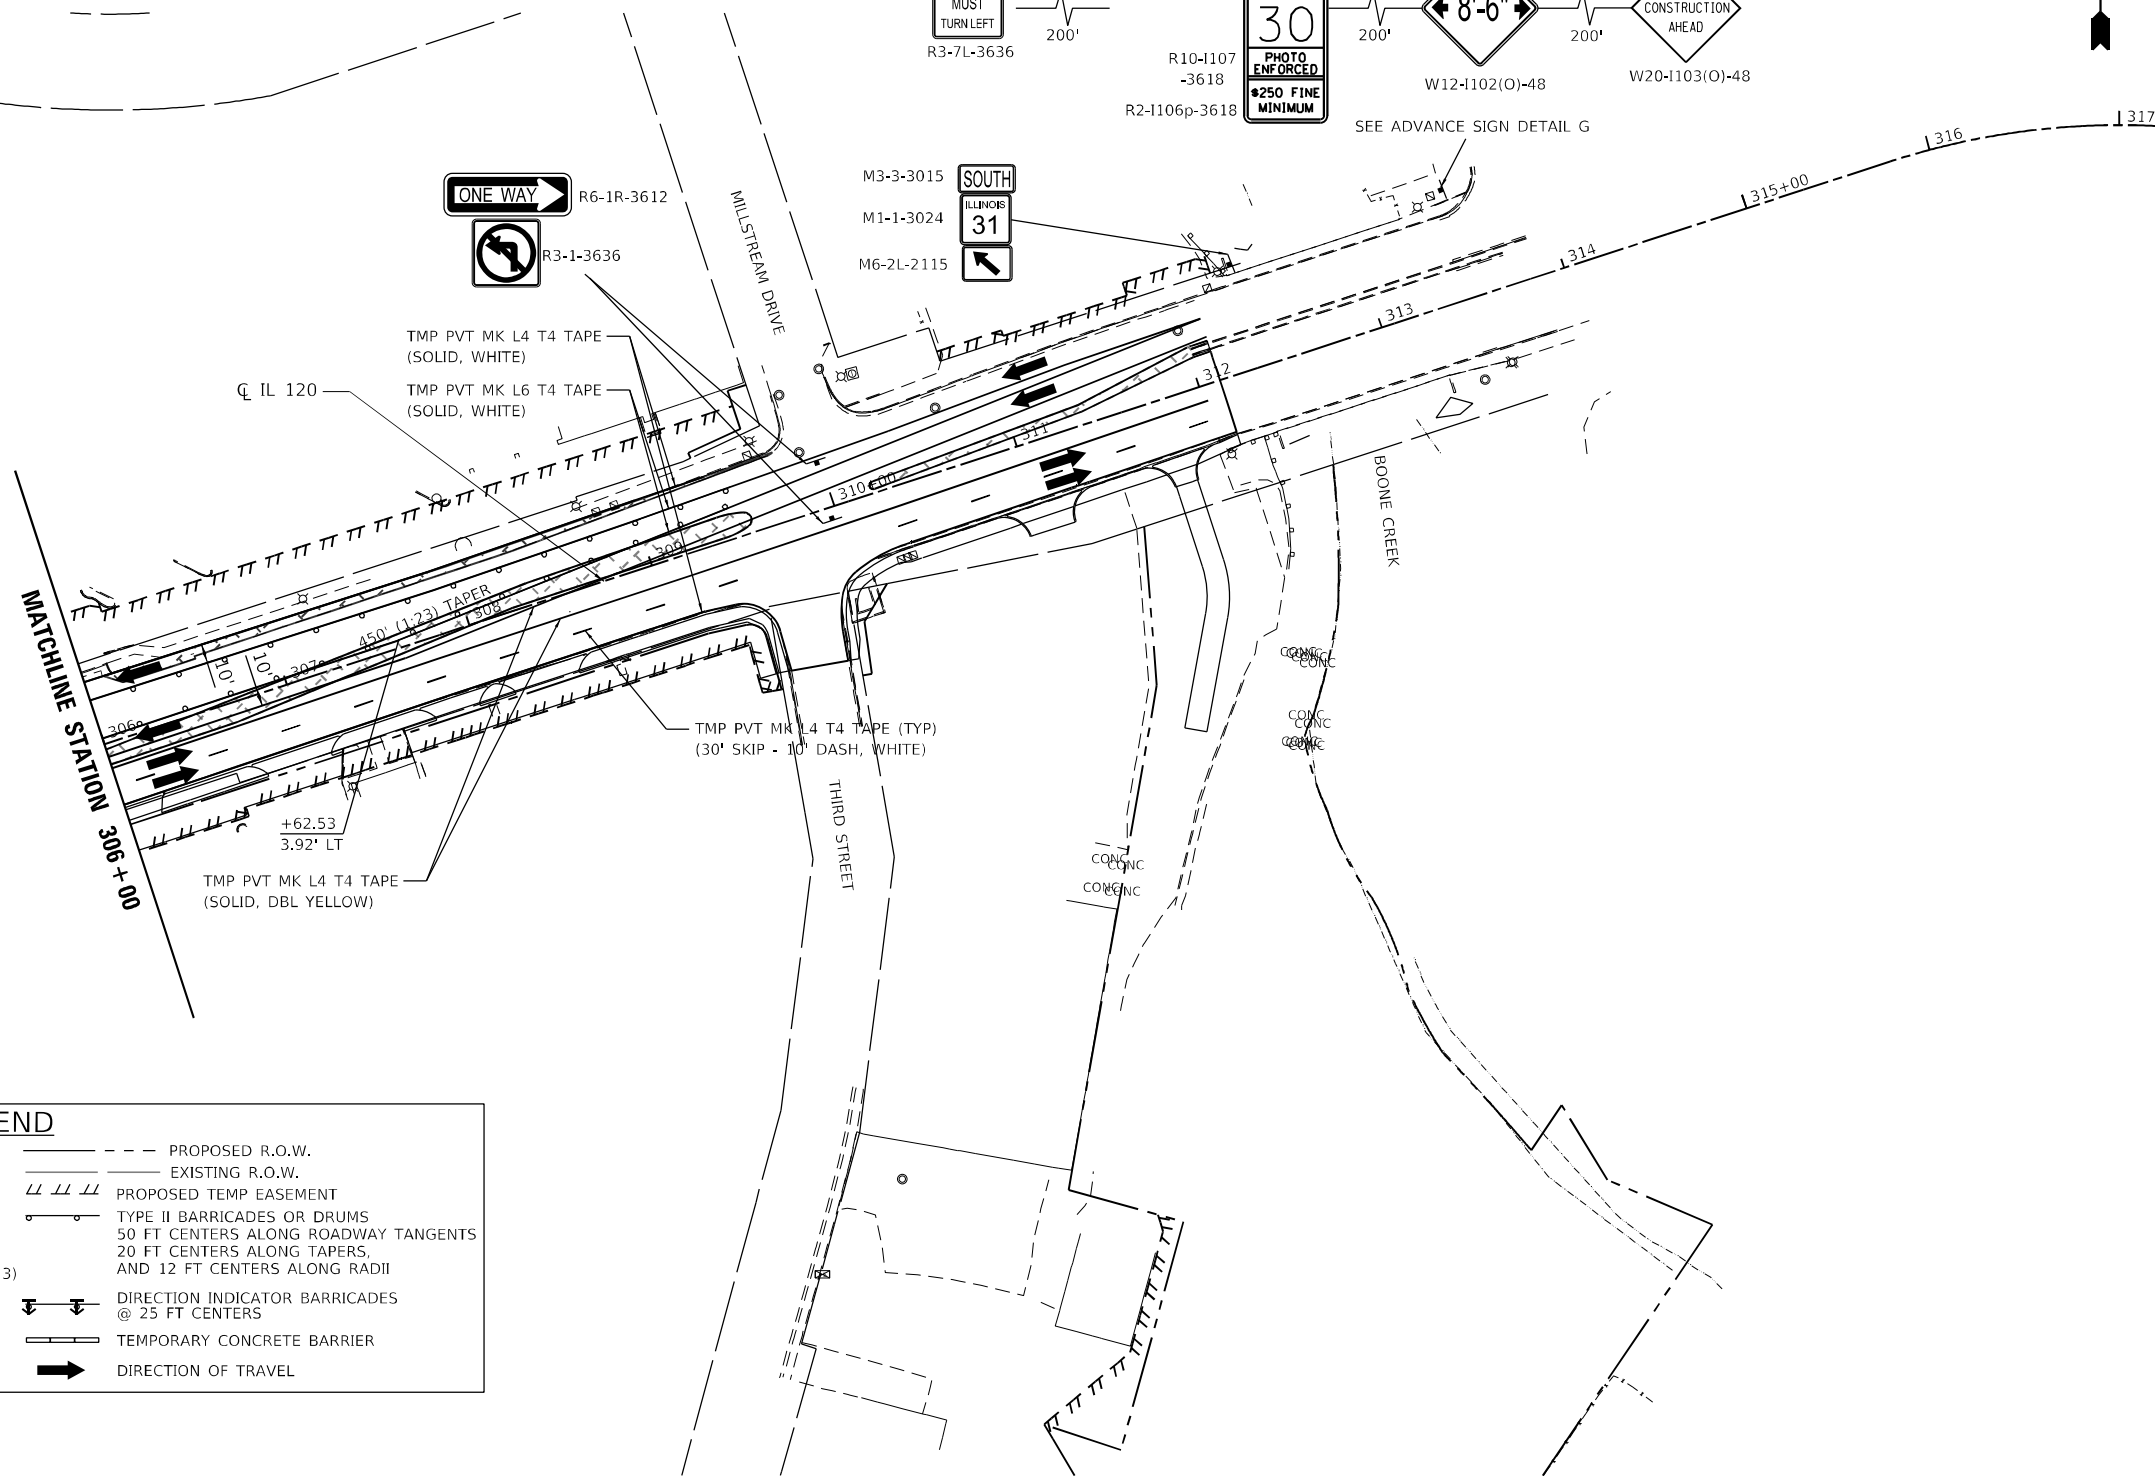 MUST
TURN LEFT
R3-7L-3636
200'
30
PHOTO
ENFORCED
$250 FINE
MINIMUM
R10-I107
-3618
R2-I106p-3618
200'
8'-6"
W12-I102(O)-48
200'
CONSTRUCTION
AHEAD
W20-I103(O)-48
SEE ADVANCE SIGN DETAIL G
ONE WAY
R6-1R-3612
R3-1-3636
M3-3-3015
SOUTH
M1-1-3024
ILLINOIS
31
M6-2L-2115
MILLSTREAM DRIVE
TMP PVT MK L4 T4 TAPE
(SOLID, WHITE)
TMP PVT MK L6 T4 TAPE
(SOLID, WHITE)
℄ IL 120
317
316
315+00
314
313
312
311
310+00
309
308
307
306
450' (1:23) TAPER
10'
10'
BOONE CREEK
MATCHLINE STATION 306+00
TMP PVT MK L4 T4 TAPE (TYP)
(30' SKIP - 10' DASH, WHITE)
+62.53
3.92' LT
TMP PVT MK L4 T4 TAPE
(SOLID, DBL YELLOW)
THIRD STREET
CONC
CONC
CONC
CONC
CONC
CONC
CONC
CONC
CONC
CONC
CONC
CONC
CONC
END
PROPOSED R.O.W.
EXISTING R.O.W.
PROPOSED TEMP EASEMENT
TYPE II BARRICADES OR DRUMS
50 FT CENTERS ALONG ROADWAY TANGENTS
20 FT CENTERS ALONG TAPERS,
AND 12 FT CENTERS ALONG RADII
3)
DIRECTION INDICATOR BARRICADES
@ 25 FT CENTERS
TEMPORARY CONCRETE BARRIER
DIRECTION OF TRAVEL